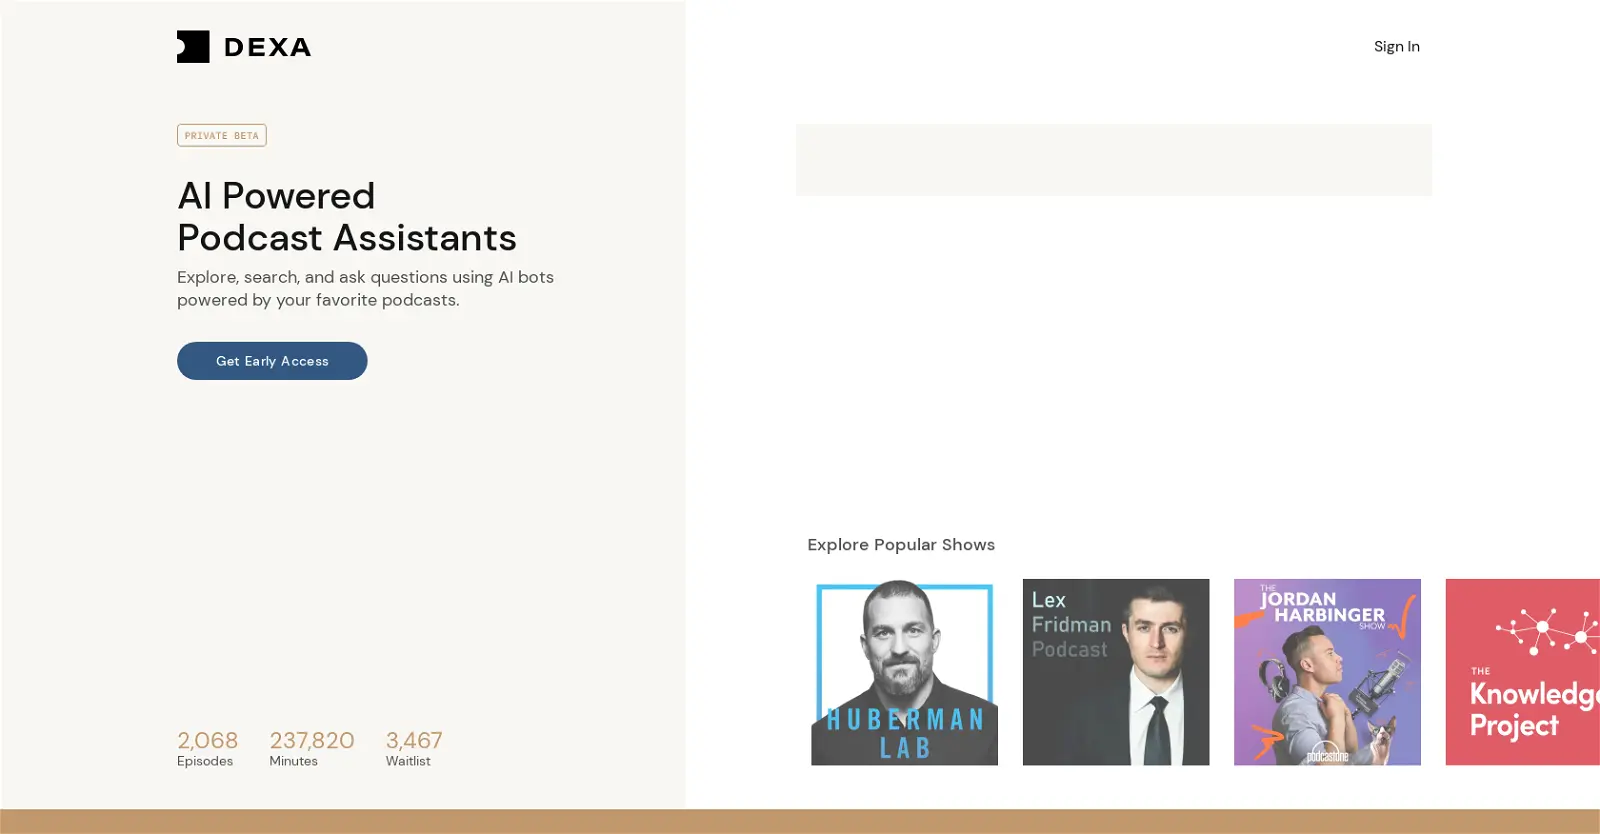 DEXA
Sign In
PRIVATE BETA
AI Powered
Podcast Assistants
Explore, search, and ask questions using AI bots
powered by your favorite podcasts.
Get Early Access
2,068
Episodes
237,820
Minutes
3,467
Waitlist
Explore Popular Shows
HUBERMAN
LAB
Lex
Fridman
Podcast
THE
JORDAN
HARBINGER
SHOW
podcastone
THE
Knowledge
Project